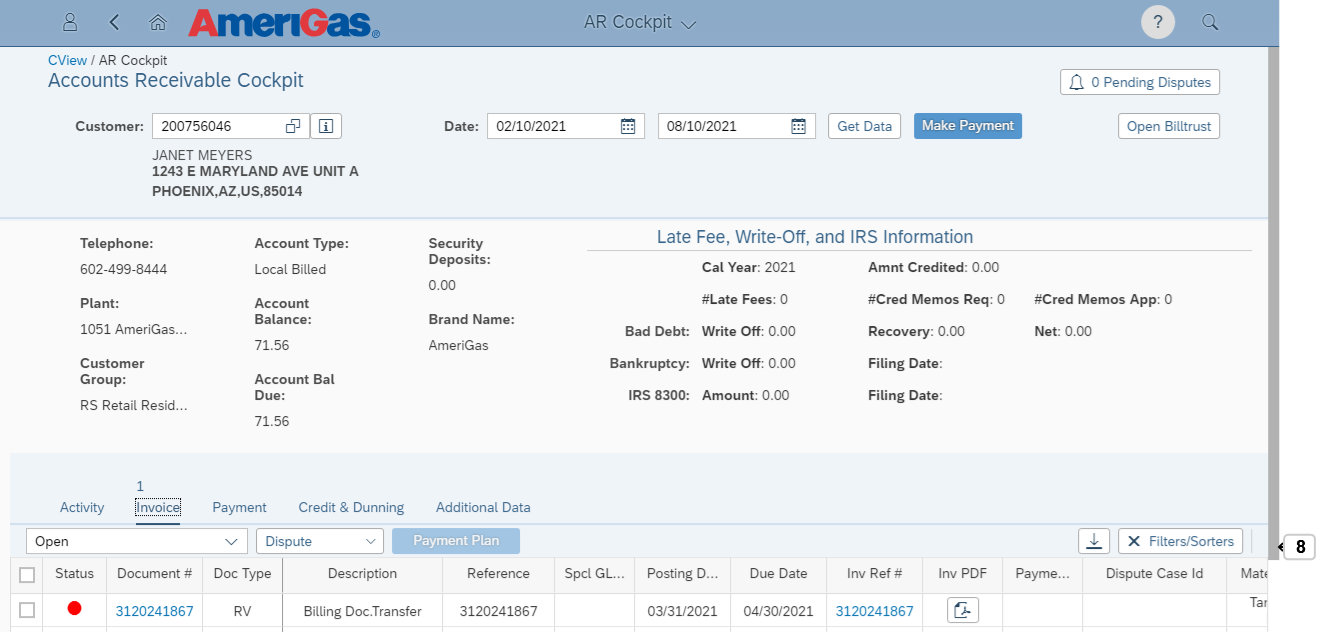 AmeriGas®
AR Cockpit
?
CView / AR Cockpit
Accounts Receivable Cockpit
0 Pending Disputes
Customer: 200756046
Date: 02/10/2021 08/10/2021 Get Data Make Payment Open Billtrust
JANET MEYERS
1243 E MARYLAND AVE UNIT A
PHOENIX,AZ,US,85014
Telephone:
602-499-8444
Plant:
1051 AmeriGas...
Customer
Group:
RS Retail Resid...
Account Type:
Local Billed
Account
Balance:
71.56
Account Bal
Due:
71.56
Security
Deposits:
0.00
Brand Name:
AmeriGas
Late Fee, Write-Off, and IRS Information
Cal Year: 2021 Amnt Credited: 0.00
#Late Fees: 0 #Cred Memos Req: 0 #Cred Memos App: 0
Bad Debt: Write Off: 0.00 Recovery: 0.00 Net: 0.00
Bankruptcy: Write Off: 0.00 Filing Date:
IRS 8300: Amount: 0.00 Filing Date:
1
Activity Invoice Payment Credit & Dunning Additional Data
Open Dispute Payment Plan Filters/Sorters
8
Status Document # Doc Type Description Reference Spcl GL... Posting D... Due Date Inv Ref # Inv PDF Payme... Dispute Case Id Mate
3120241867 RV Billing Doc.Transfer 3120241867 03/31/2021 04/30/2021 3120241867 Tar